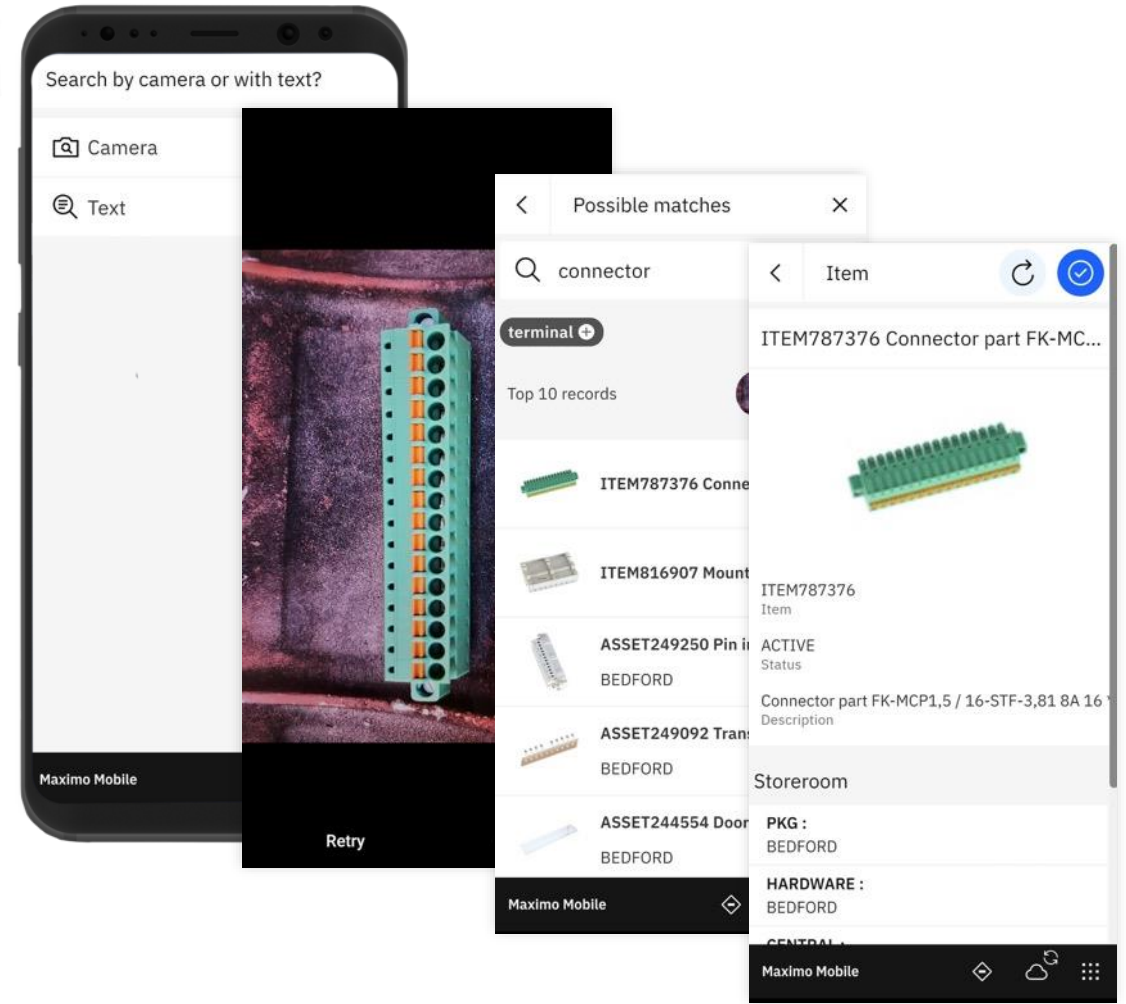 Search by camera or with text?
Camera
Text
Maximo Mobile
Retry
Possible matches
connector
terminal
Top 10 records
ITEM787376 Conne
ITEM816907 Mount
ASSET249250 Pin i
BEDFORD
ASSET249092 Tran
BEDFORD
ASSET244554 Door
BEDFORD
Maximo Mobile
Item
ITEM787376 Connector part FK-MC...
ITEM787376
Item
ACTIVE
Status
Connector part FK-MCP1,5 / 16-STF-3,81 8A 16
Description
Storeroom
PKG :
BEDFORD
HARDWARE :
BEDFORD
CENTRAL :
Maximo Mobile